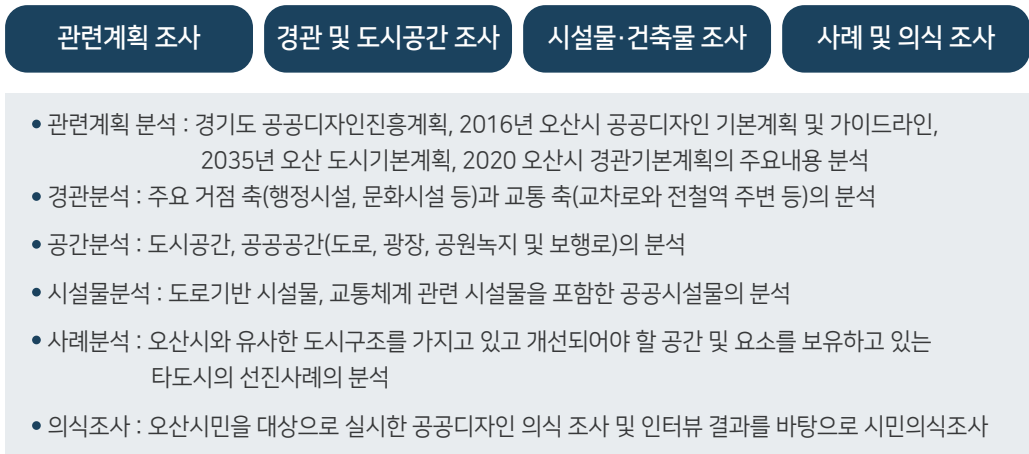 관련계획 조사
경관 및 도시공간 조사
시설물·건축물 조사
사례 및 의식 조사
• 관련계획 분석 : 경기도 공공디자인진흥계획, 2016년 오산시 공공디자인 기본계획 및 가이드라인,
2035년 오산 도시기본계획, 2020 오산시 경관기본계획의 주요내용 분석
• 경관분석 : 주요 거점 축(행정시설, 문화시설 등)과 교통 축(교차로와 전철역 주변 등)의 분석
• 공간분석 : 도시공간, 공공공간(도로, 광장, 공원녹지 및 보행로)의 분석
• 시설물분석 : 도로기반 시설물, 교통체계 관련 시설물을 포함한 공공시설물의 분석
• 사례분석 : 오산시와 유사한 도시구조를 가지고 있고 개선되어야 할 공간 및 요소를 보유하고 있는
타도시의 선진사례의 분석
• 의식조사 : 오산시민을 대상으로 실시한 공공디자인 의식 조사 및 인터뷰 결과를 바탕으로 시민의식조사